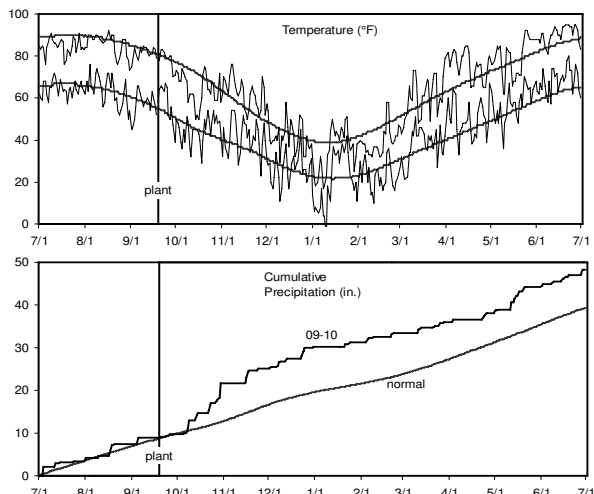 100
Temperature (°F)
80
60
40
20
plant
0
7/1 8/1 9/1 10/1 11/1 12/1 1/1 2/1 3/1 4/1 5/1 6/1 7/1
50
Cumulative
Precipitation (in.)
40
09-10
30
20
normal
10
plant
0
7/1 8/1 9/1 10/1 11/1 12/1 1/1 2/1 3/1 4/1 5/1 6/1 7/1